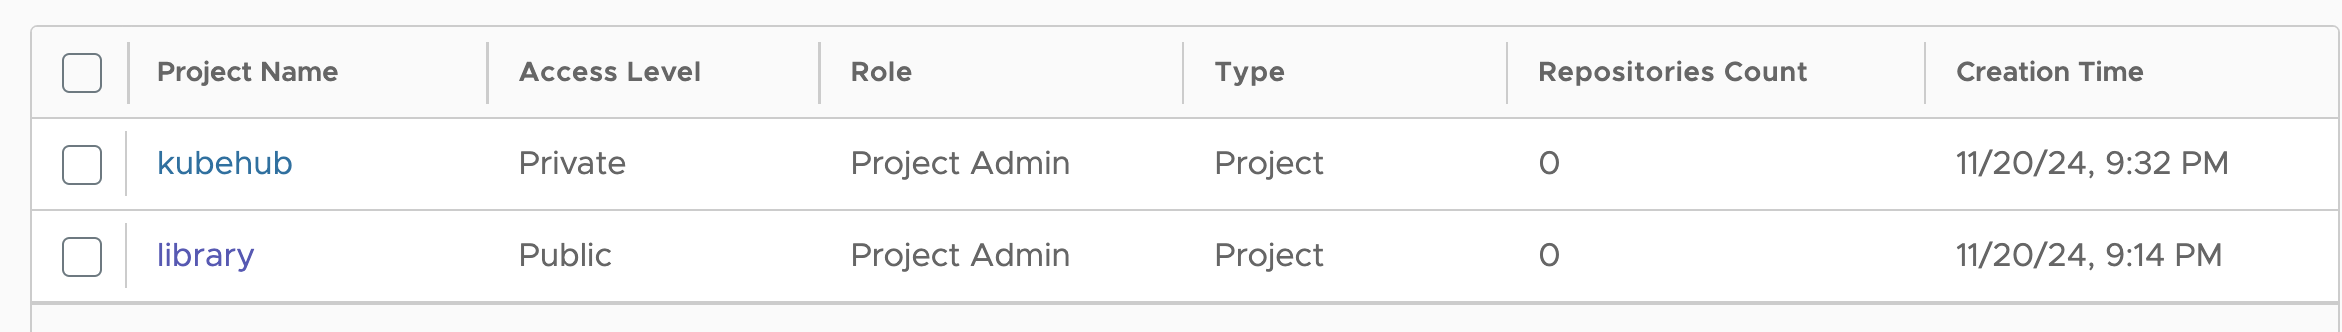 Project Name Access Level Role Type Repositories Count Creation Time
kubehub Private Project Admin Project 0 11/20/24, 9:32 PM
library Public Project Admin Project 0 11/20/24, 9:14 PM